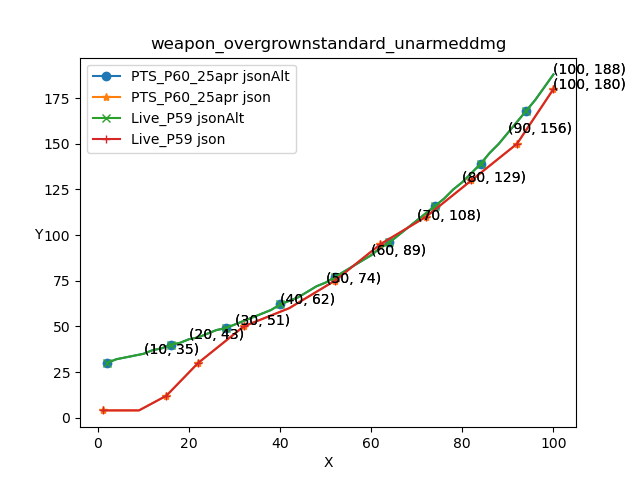 weapon_overgrownstandard_unarmeddmg
PTS_P60_25apr jsonAlt
PTS_P60_25apr json
Live_P59 jsonAlt
Live_P59 json
(100, 188)
(100, 180)
(90, 156)
(80, 129)
(70, 108)
(60, 89)
(50, 74)
(40, 62)
(30, 51)
(20, 43)
(10, 35)
175
150
125
100
75
50
25
0
Y
0 20 40 60 80 100
X